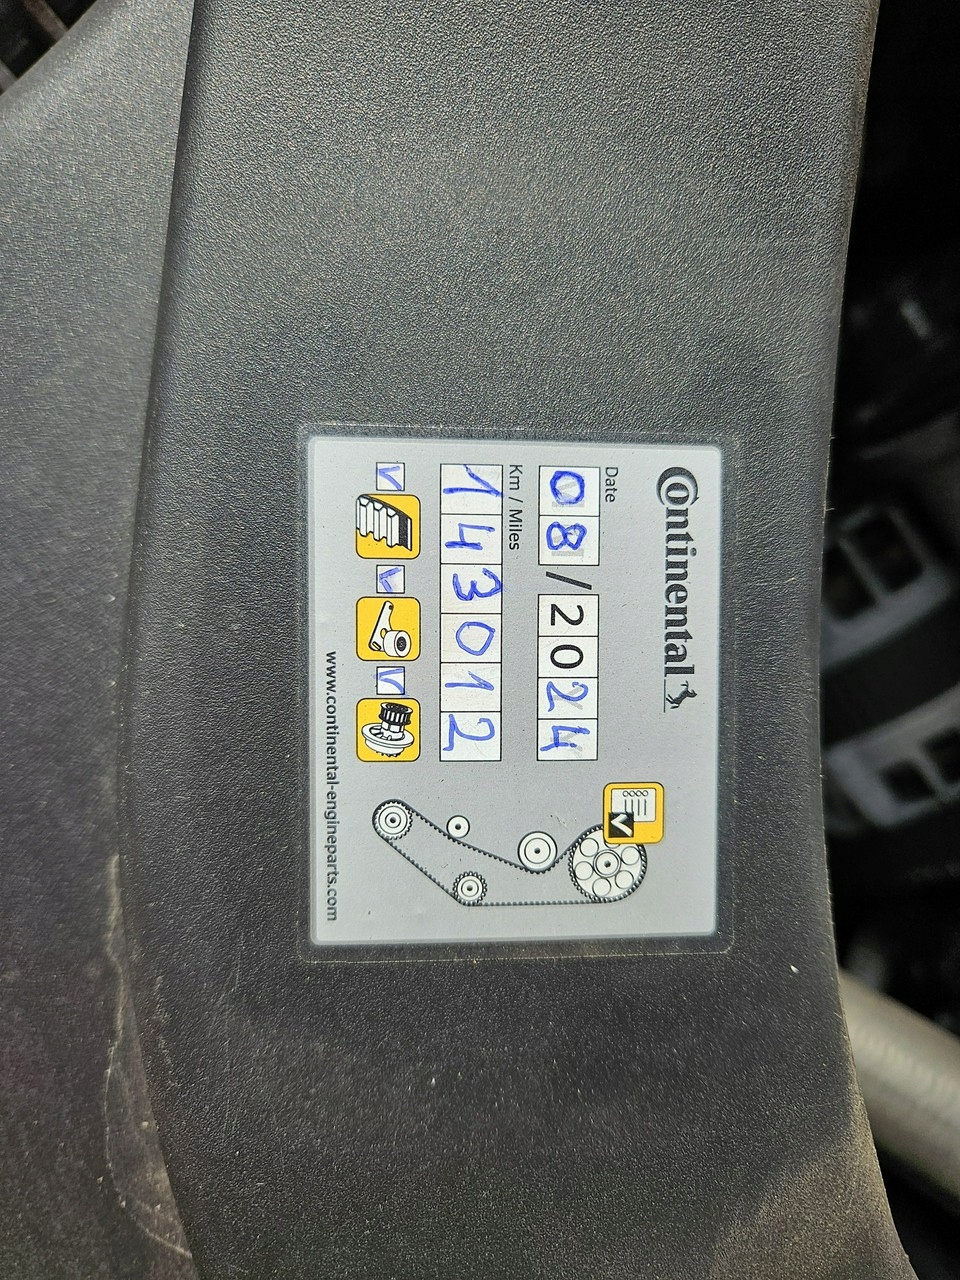 Continental
Date
08/2024
Km / Miles
143012
www.continental-engineparts.com